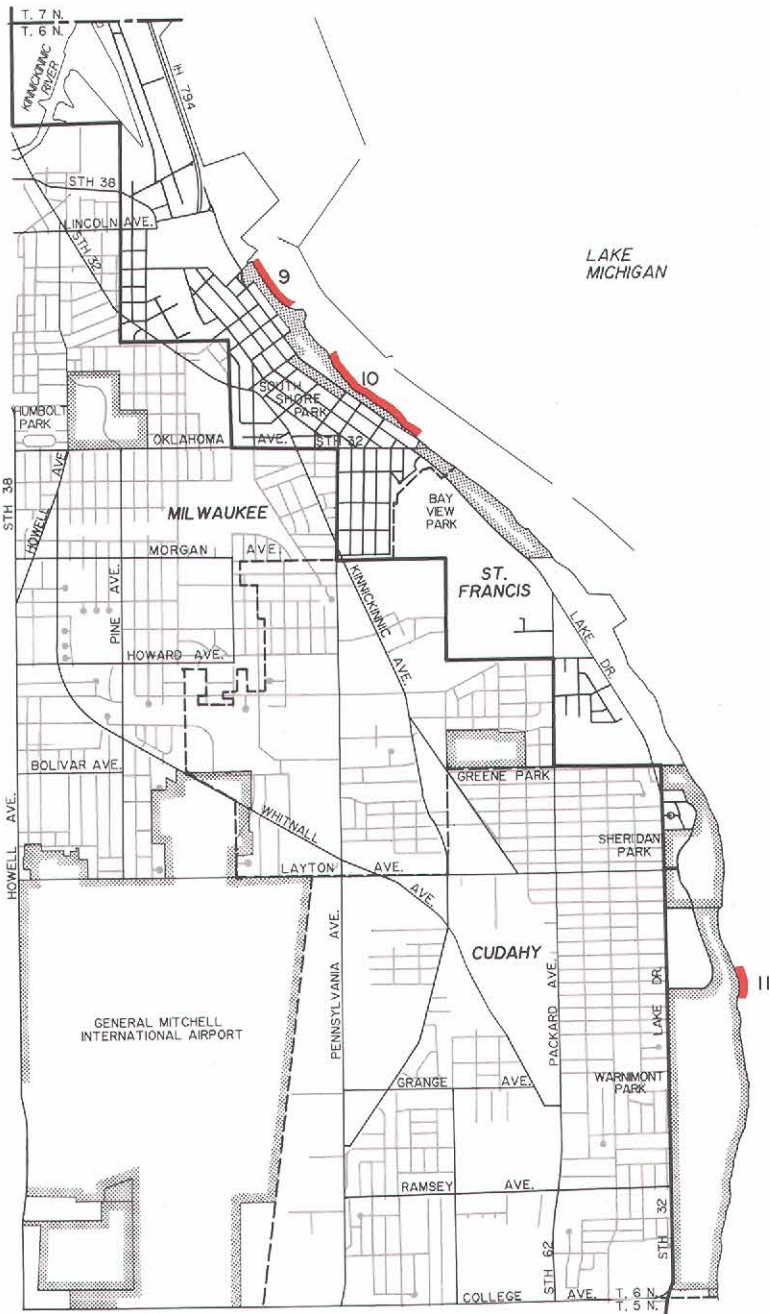 T. 7 N.
T. 6 N.
KINNICKINNIC
RIVER
IH 794
STH 38
LINCOLN AVE.
STH 32
LAKE
MICHIGAN
9
10
SOUTH
SHORE
PARK
HUMBOLT
PARK
OKLAHOMA AVE.
STH 32
STH 38
HOWELL AVE.
MILWAUKEE
BAY
VIEW
PARK
MORGAN AVE.
ST.
FRANCIS
PINE AVE.
KINNICKINNIC AVE.
LAKE DR.
HOWARD AVE.
BOLIVAR AVE.
GREENE PARK
HOWELL AVE.
WHITNALL AVE.
SHERIDAN
PARK
LAYTON AVE.
CUDAHY
11
PENNSYLVANIA AVE.
PACKARD AVE.
LAKE DR.
GENERAL MITCHELL
INTERNATIONAL AIRPORT
GRANGE AVE.
WARNIMONT
PARK
RAMSEY AVE.
STH 62
STH 32
COLLEGE AVE.
T. 6 N.
T. 5 N.